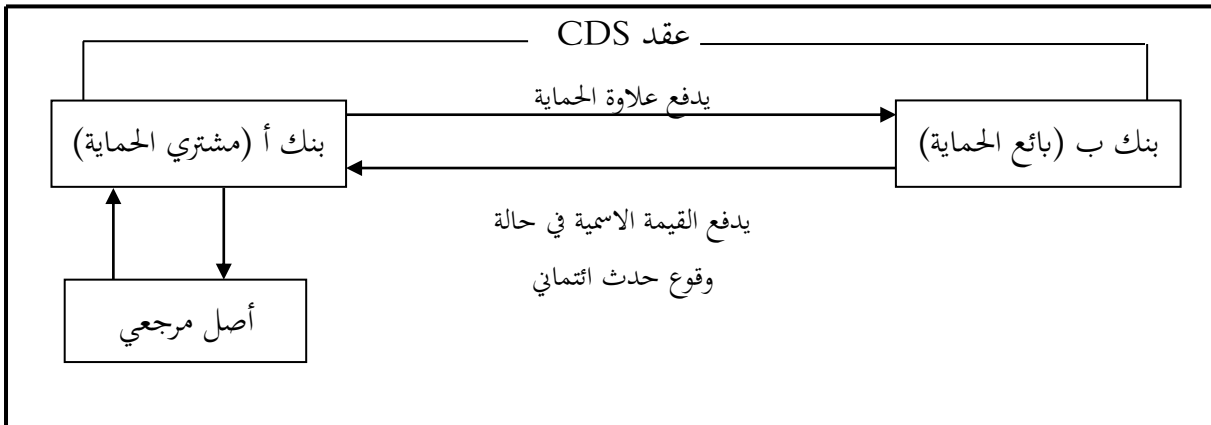 عقد CDS
يدفع علاوة الحماية
بنك أ (مشتري الحماية)
بنك ب (بائع الحماية)
يدفع القيمة الاسمية في حالة
وقوع حدث ائتماني
أصل مرجعي